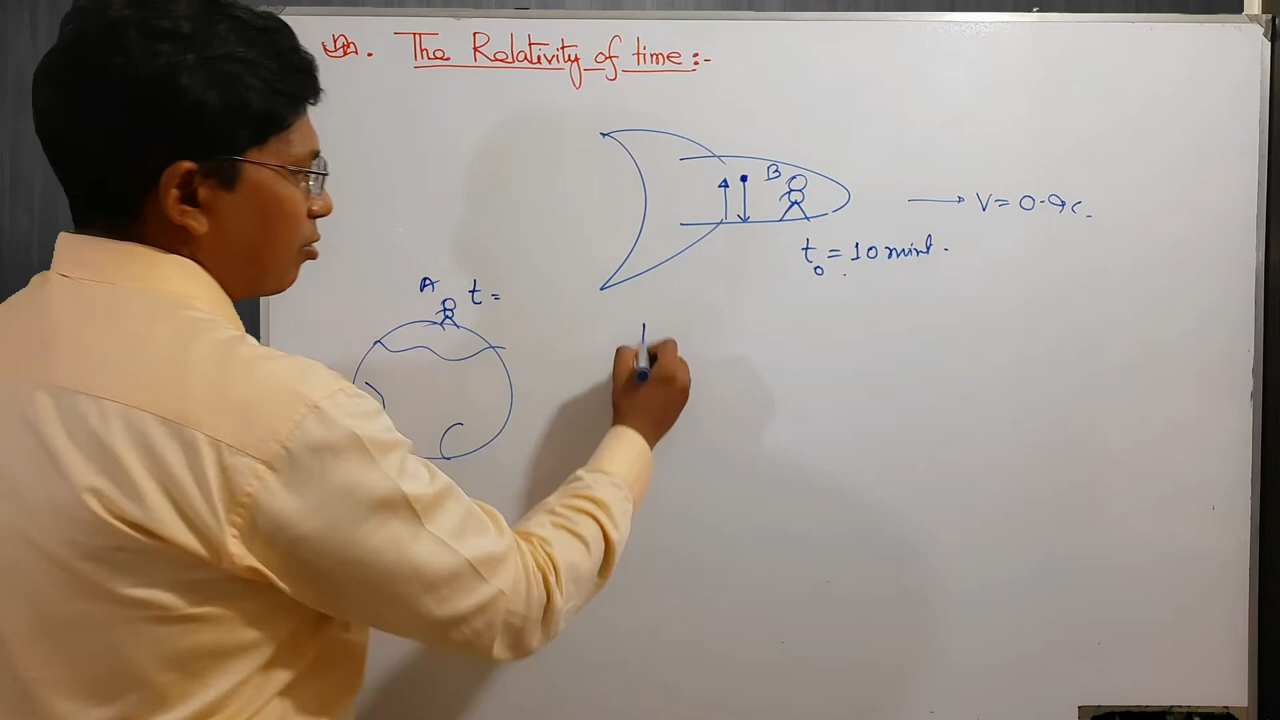 The Relativity of time :-
B
V = 0.9c.
t₀ = 10 mint.
A t =